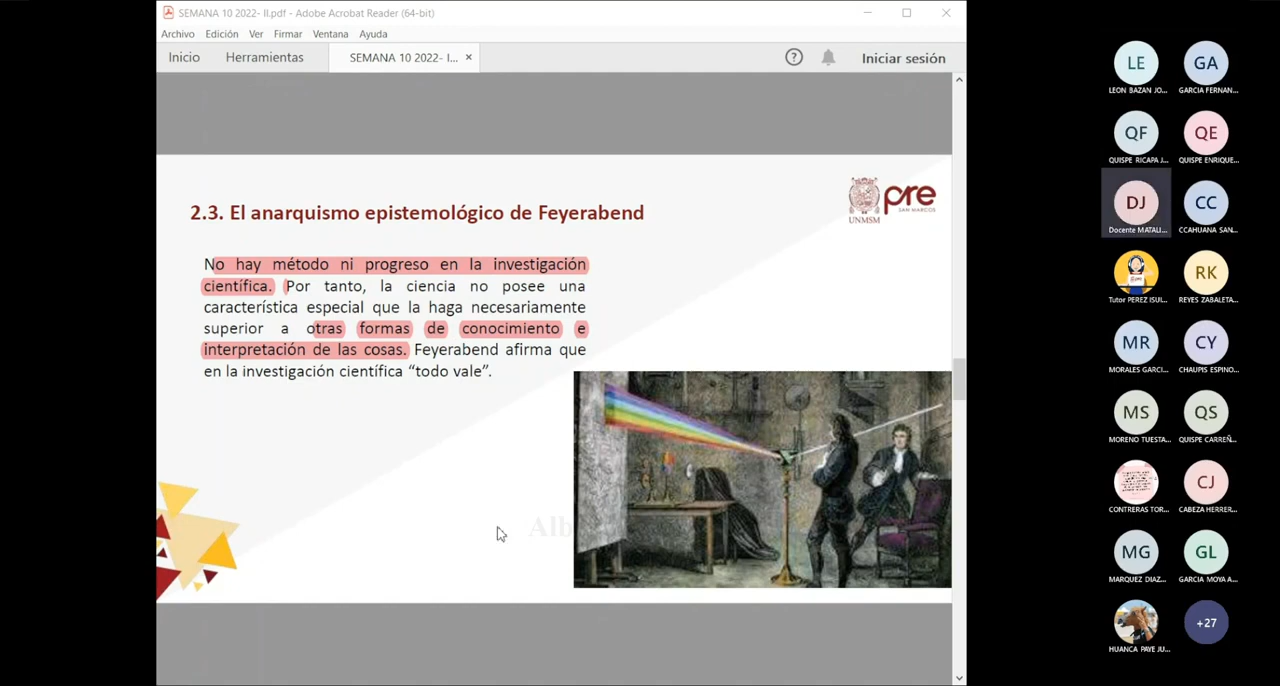 SEMANA 10 2022- II.pdf - Adobe Acrobat Reader (64-bit)
Archivo Edición Ver Firmar Ventana Ayuda
Inicio Herramientas SEMANA 10 2022- I... × ? Iniciar sesión
2.3. El anarquismo epistemológico de Feyerabend
UNMSM
pre
SAN MARCOS
No hay método ni progreso en la investigación
científica. Por tanto, la ciencia no posee una
característica especial que la haga necesariamente
superior a otras formas de conocimiento e
interpretación de las cosas. Feyerabend afirma que
en la investigación científica “todo vale”.
Alb
LE
LEON BAZAN JO...
GA
GARCIA FERNAN...
QF
QUISPE RICAPA J...
QE
QUISPE ENRIQUE...
DJ
Docente MATALI...
CC
CCAHUANA SAN...
Tutor PEREZ ISUI...
RK
REYES ZABALETA...
MR
MORALES GARCI...
CY
CHAUPIS ESPINO...
MS
MORENO TUESTA...
QS
QUISPE CARREÑ...
CONTRERAS TOR...
CJ
CABEZA HERRER...
MG
MARQUEZ DIAZ...
GL
GARCIA MOYA A...
HUANCA PAYE JU...
+27